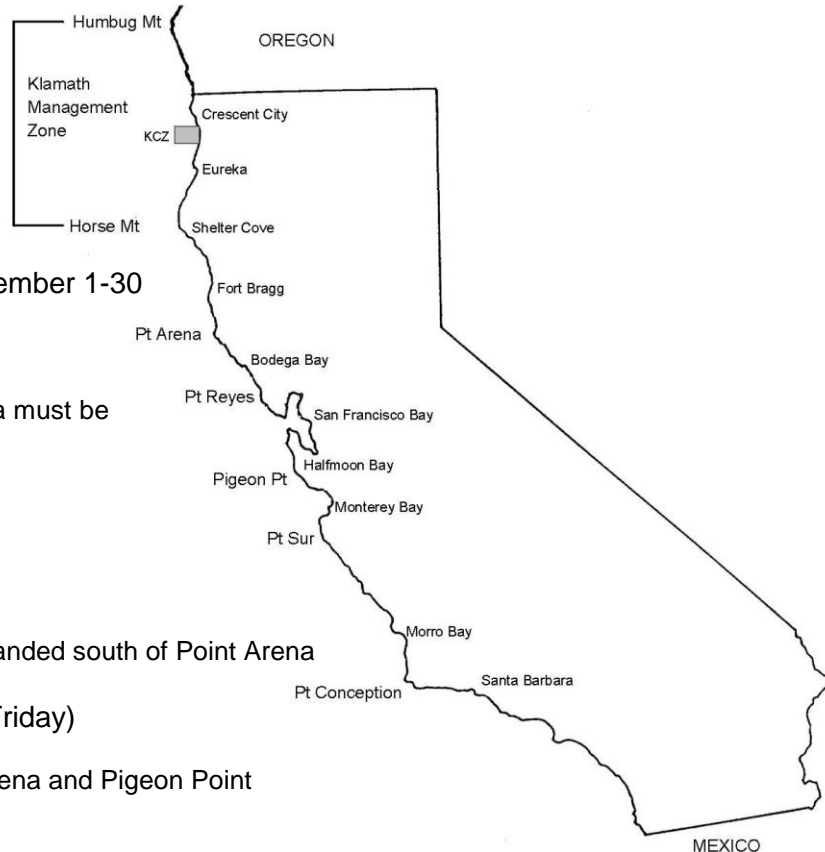 Humbug Mt
OREGON
Klamath
Management
Zone
Crescent City
KCZ
Eureka
Horse Mt
Shelter Cove
ember 1-30
Fort Bragg
Pt Arena
Bodega Bay
Pt Reyes
a must be
San Francisco Bay
Halfmoon Bay
Pigeon Pt
Monterey Bay
Pt Sur
Morro Bay
anded south of Point Arena
Santa Barbara
Pt Conception
riday)
ena and Pigeon Point
MEXICO